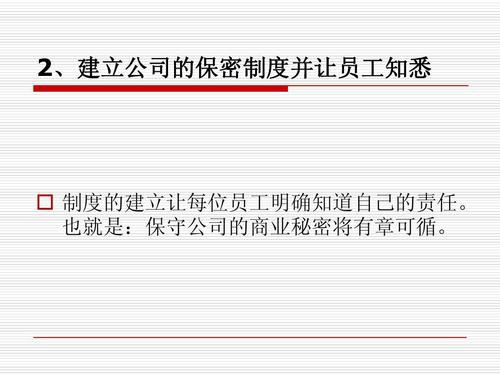 2、建立公司的保密制度并让员工知悉
制度的建立让每位员工明确知道自己的责任。
也就是：保守公司的商业秘密将有章可循。